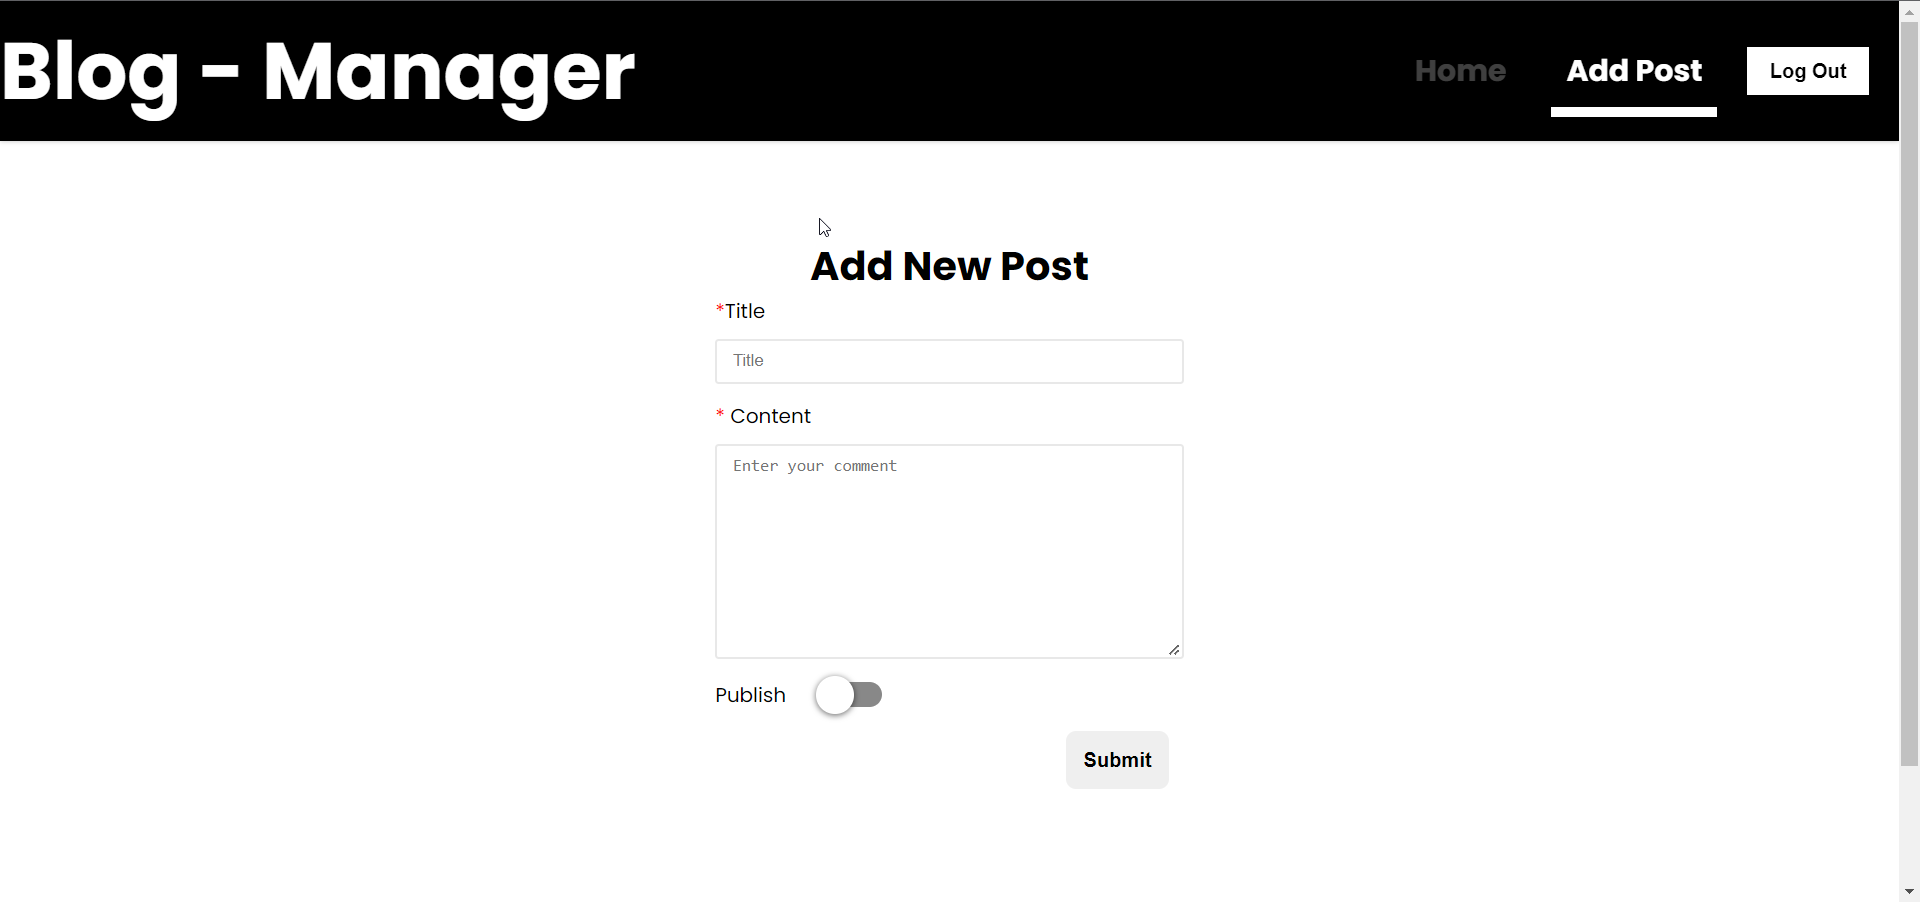 Blog - Manager
Home
Add Post
Log Out
Add New Post
*Title
Title
* Content
Enter your comment
Publish
Submit